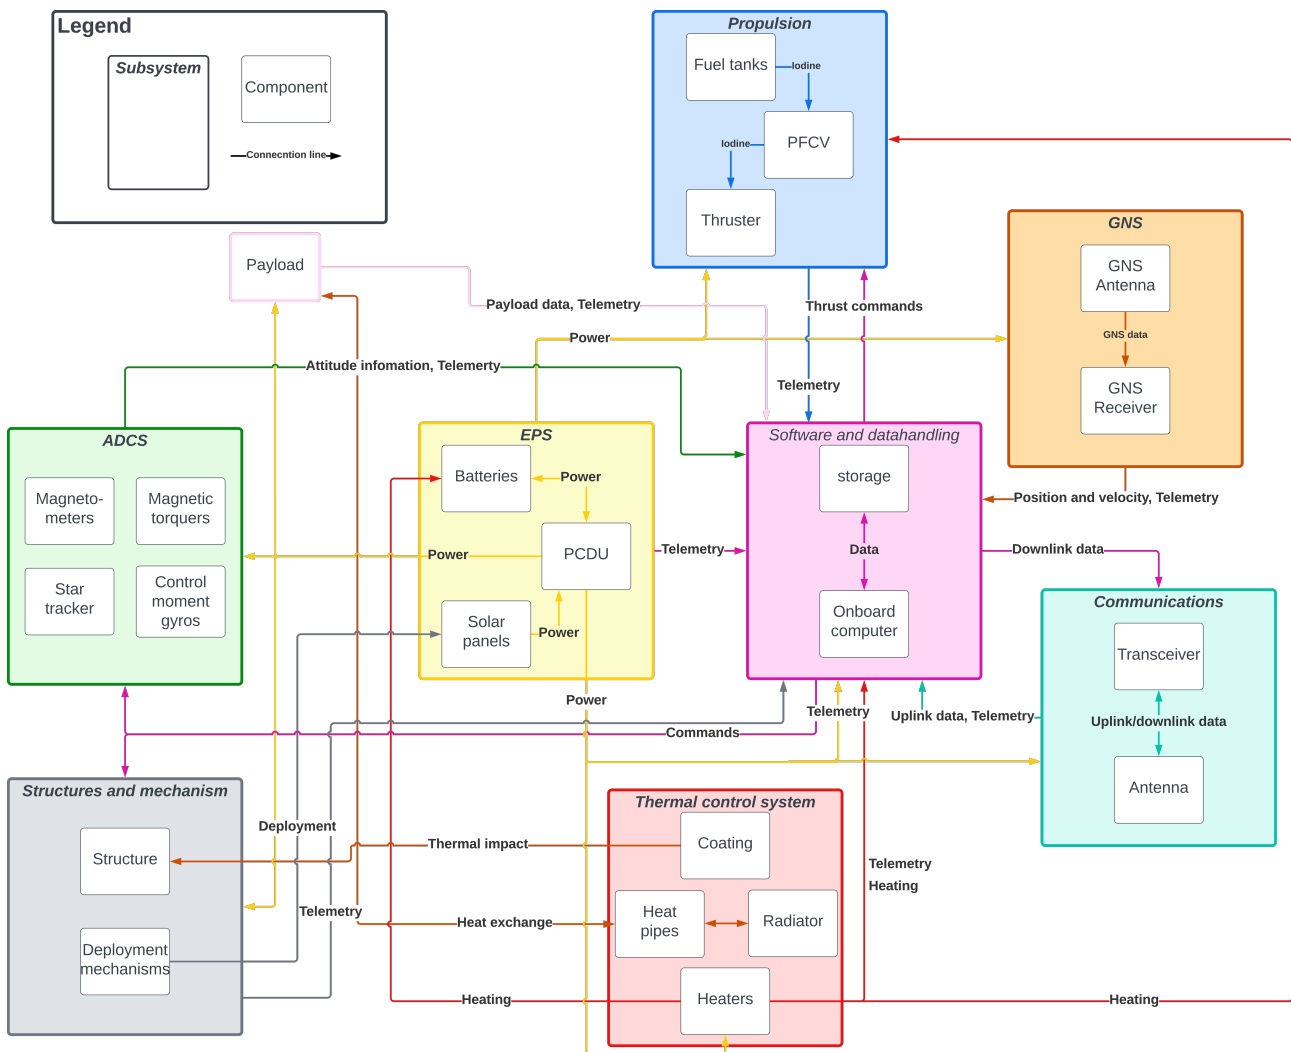 Legend
Subsystem
Component
Connecntion line
Propulsion
Fuel tanks
Iodine
PFCV
Iodine
Thruster
GNS
GNS
Antenna
GNS data
GNS
Receiver
Payload
Payload data, Telemetry
Thrust commands
Power
Attitude infomation, Telemerty
Telemetry
ADCS
Magneto-
meters
Magnetic
torquers
Star
tracker
Control
moment
gyros
EPS
Batteries
Power
PCDU
Power
Solar
panels
Power
Power
Telemetry
Software and datahandling
storage
Data
Onboard
computer
Position and velocity, Telemetry
Downlink data
Communications
Transceiver
Uplink/downlink data
Antenna
Telemetry
Uplink data, Telemetry
Commands
Structures and mechanism
Structure
Deployment
mechanisms
Deployment
Telemetry
Thermal impact
Heat exchange
Heating
Thermal control system
Coating
Heat
pipes
Radiator
Heaters
Telemetry
Heating
Heating